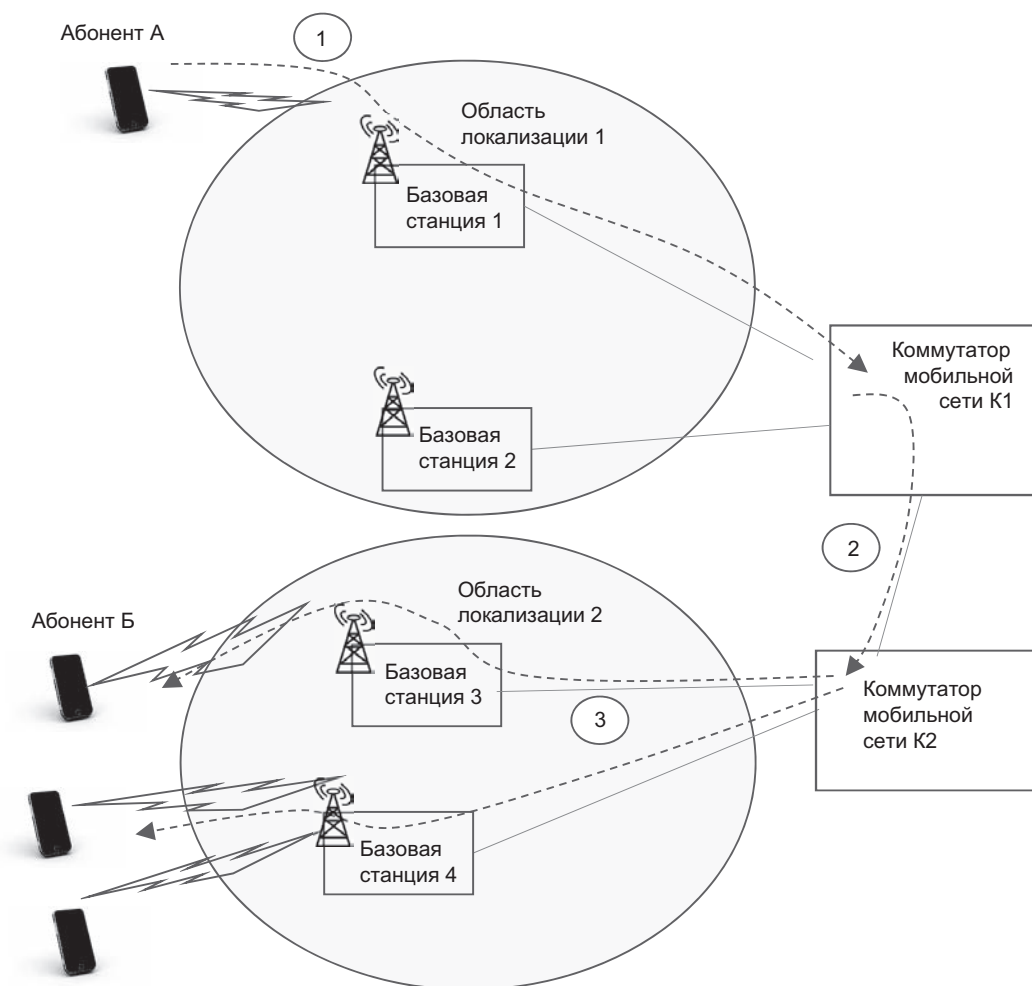 Абонент А
1
Область
локализации 1
Базовая
станция 1
Коммутатор
мобильной
сети К1
Базовая
станция 2
2
Область
локализации 2
Абонент Б
Базовая
станция 3
3
Коммутатор
мобильной
сети К2
Базовая
станция 4